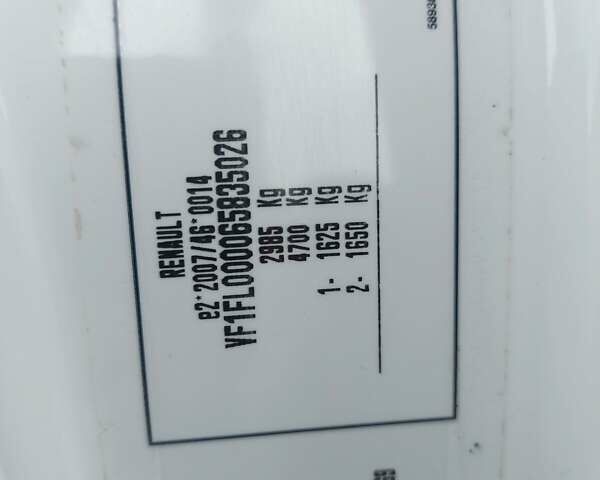 RENAULT
e2*2007/46*0014
VF1FL000065835026
2985 Kg
4700 Kg
1- 1625 Kg
2- 1650 Kg